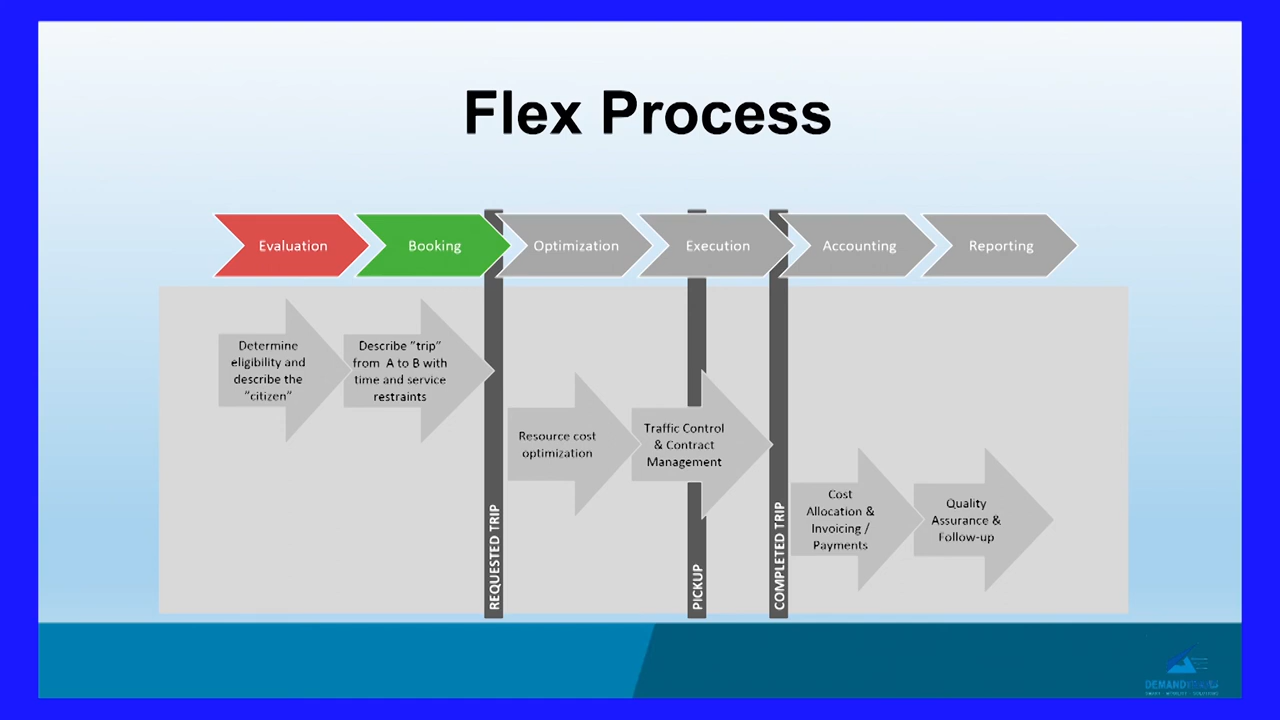 Flex Process
Evaluation
Booking
Optimization
Execution
Accounting
Reporting
Determine
eligibility and
describe the
"citizen"
Describe "trip"
from A to B with
time and service
restraints
Resource cost
optimization
Traffic Control
& Contract
Management
Cost
Allocation &
Invoicing /
Payments
Quality
Assurance &
Follow-up
REQUESTED TRIP
PICKUP
COMPLETED TRIP